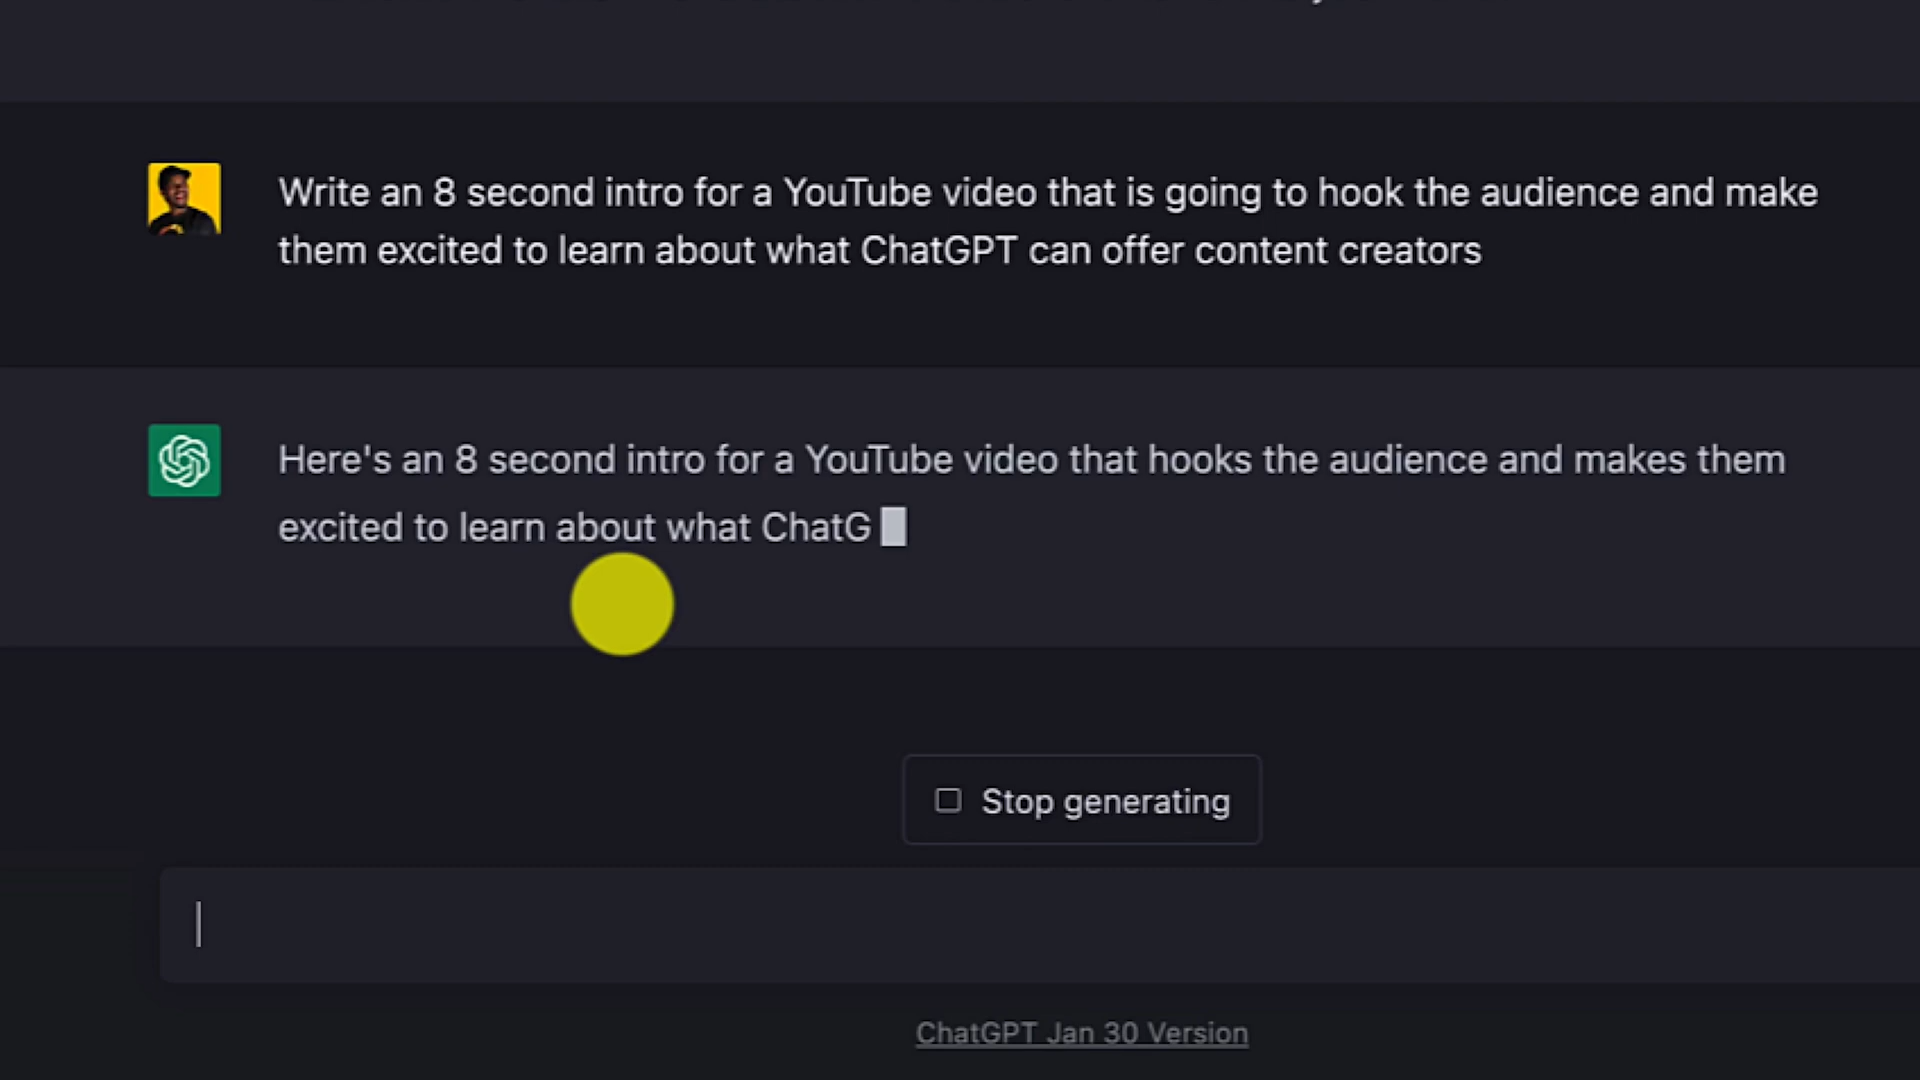 Write an 8 second intro for a YouTube video that is going to hook the audience and make
them excited to learn about what ChatGPT can offer content creators
Here's an 8 second intro for a YouTube video that hooks the audience and makes them
excited to learn about what ChatG
Stop generating
ChatGPT Jan 30 Version